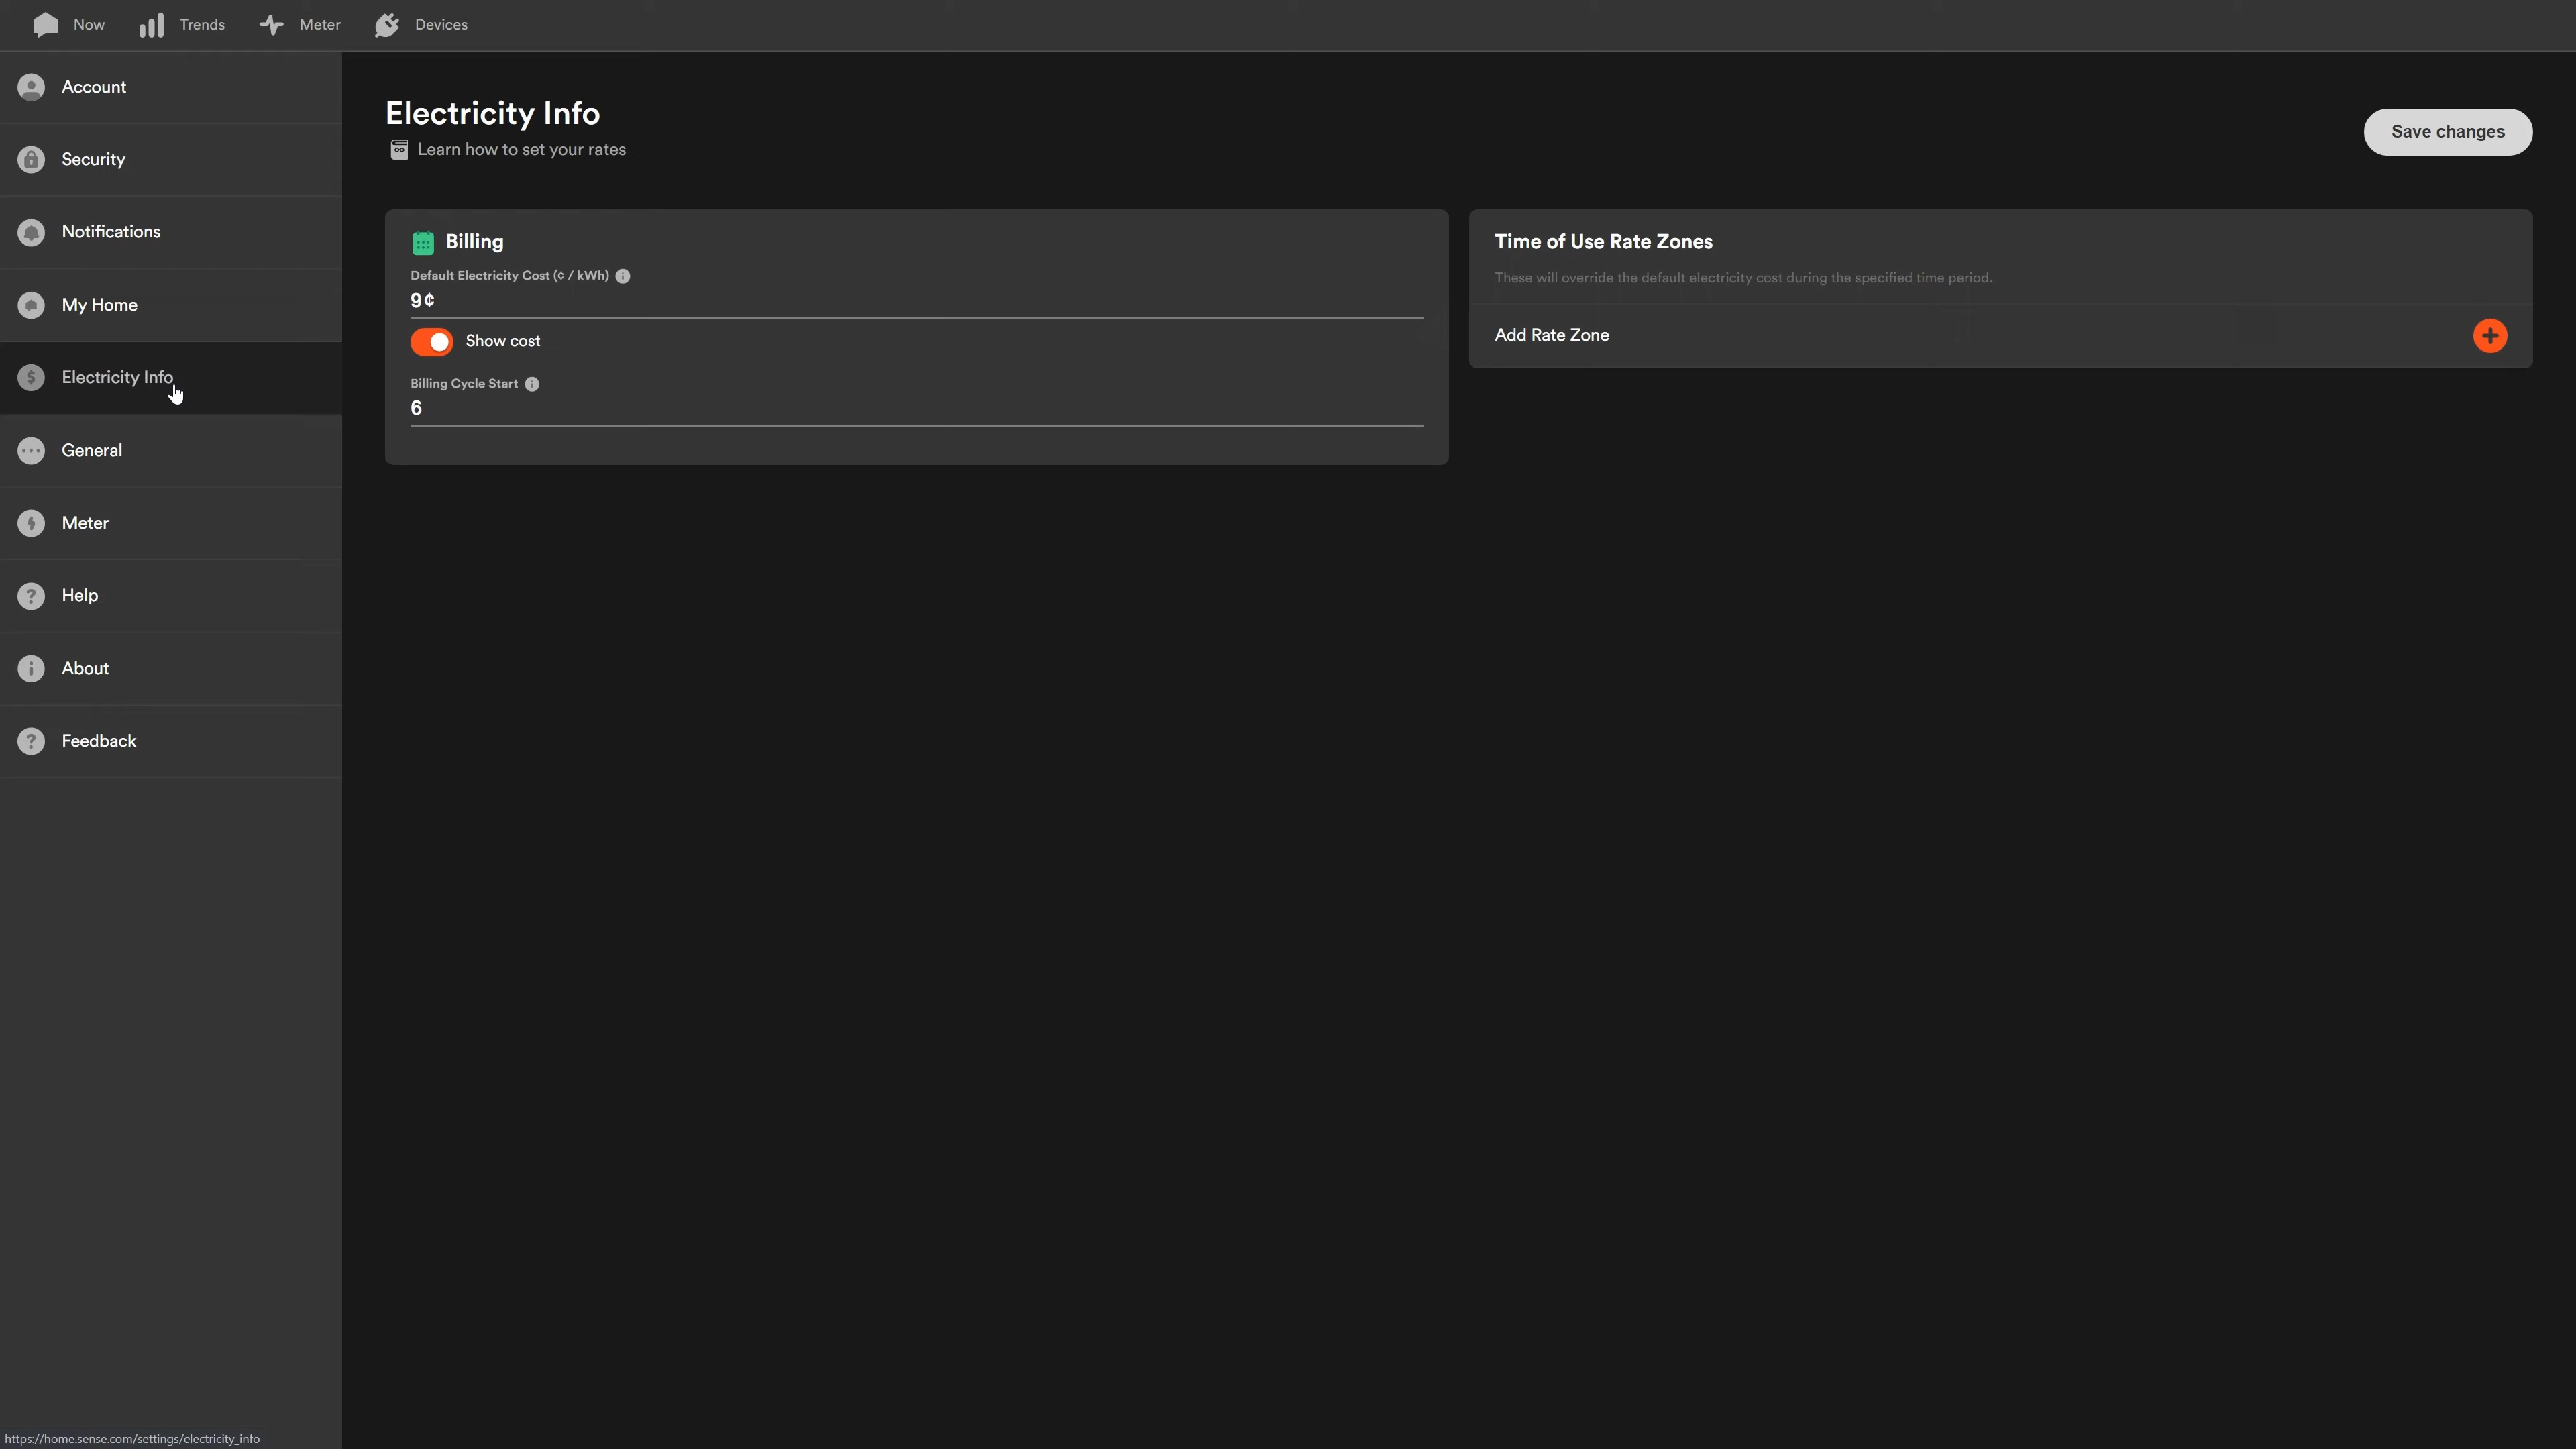 Now
Trends
Meter
Devices
Account
Security
Notifications
My Home
Electricity Info
General
Meter
Help
About
Feedback
Electricity Info
Learn how to set your rates
Save changes
Billing
Default Electricity Cost (¢ / kWh)
9¢
Show cost
Billing Cycle Start
6
Time of Use Rate Zones
These will override the default electricity cost during the specified time period.
Add Rate Zone
https://home.sense.com/settings/electricity_info